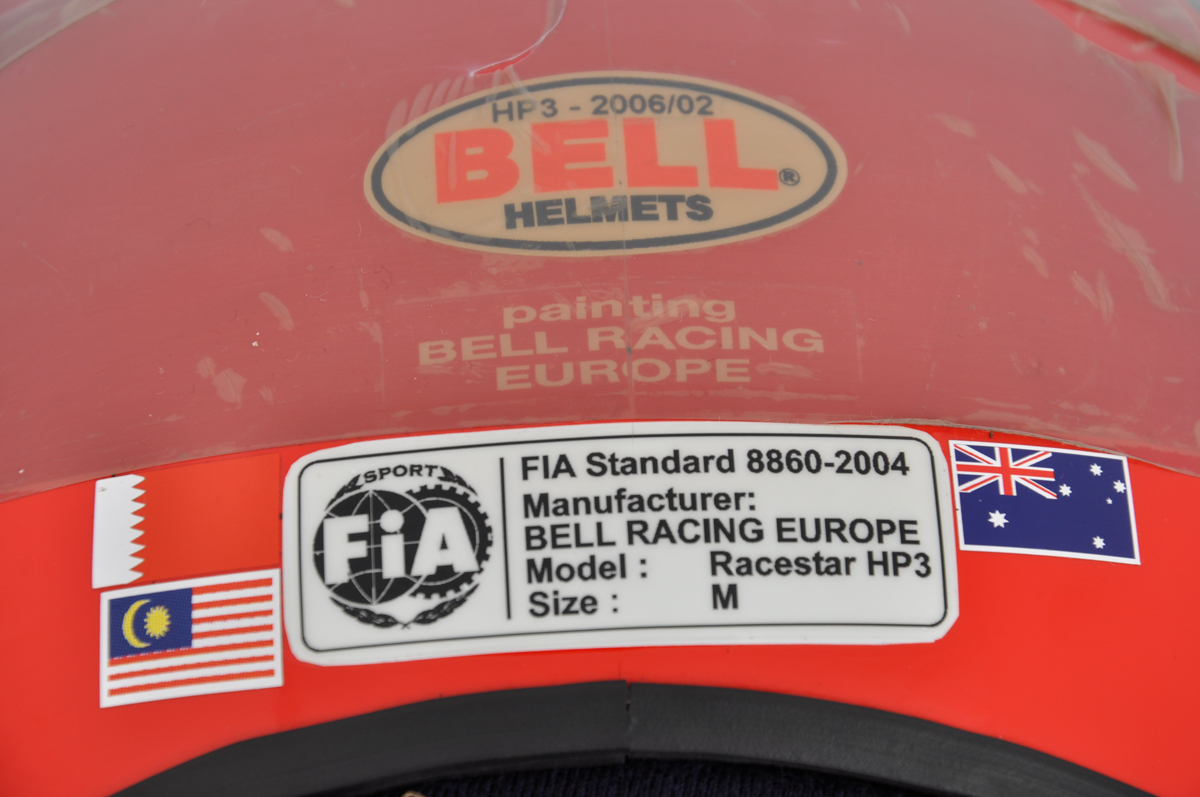 HP3 - 2006/02
BELL®
HELMETS
painting
BELL RACING
EUROPE
SPORT
FiA
FIA Standard 8860-2004
Manufacturer:
BELL RACING EUROPE
Model : Racestar HP3
Size : M